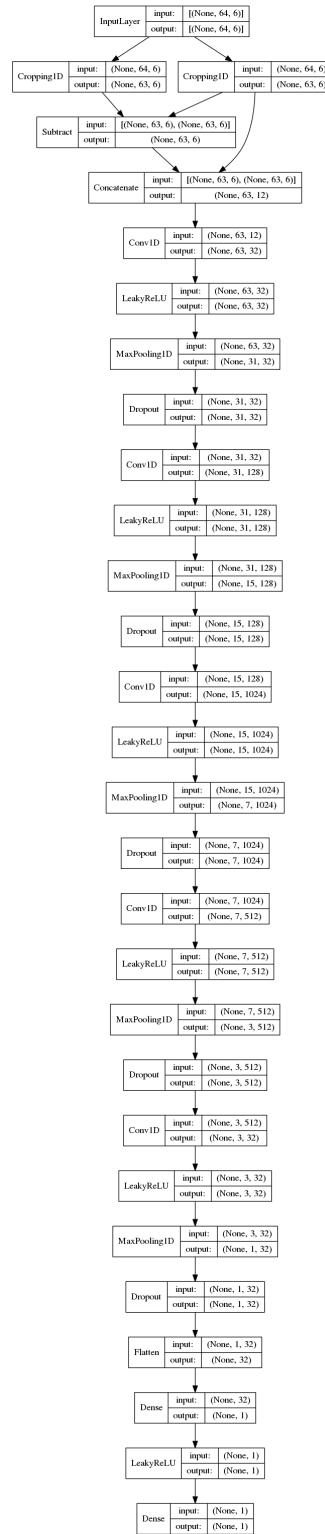 InputLayer input: [(None, 64, 6)]
output: [(None, 64, 6)]
Cropping1D input: (None, 64, 6)
output: (None, 63, 6)
Cropping1D input: (None, 64, 6)
output: (None, 63, 6)
Subtract input: [(None, 63, 6), (None, 63, 6)]
output: (None, 63, 6)
Concatenate input: [(None, 63, 6), (None, 63, 6)]
output: (None, 63, 12)
Conv1D input: (None, 63, 12)
output: (None, 63, 32)
LeakyReLU input: (None, 63, 32)
output: (None, 63, 32)
MaxPooling1D input: (None, 63, 32)
output: (None, 31, 32)
Dropout input: (None, 31, 32)
output: (None, 31, 32)
Conv1D input: (None, 31, 32)
output: (None, 31, 128)
LeakyReLU input: (None, 31, 128)
output: (None, 31, 128)
MaxPooling1D input: (None, 31, 128)
output: (None, 15, 128)
Dropout input: (None, 15, 128)
output: (None, 15, 128)
Conv1D input: (None, 15, 128)
output: (None, 15, 1024)
LeakyReLU input: (None, 15, 1024)
output: (None, 15, 1024)
MaxPooling1D input: (None, 15, 1024)
output: (None, 7, 1024)
Dropout input: (None, 7, 1024)
output: (None, 7, 1024)
Conv1D input: (None, 7, 1024)
output: (None, 7, 512)
LeakyReLU input: (None, 7, 512)
output: (None, 7, 512)
MaxPooling1D input: (None, 7, 512)
output: (None, 3, 512)
Dropout input: (None, 3, 512)
output: (None, 3, 512)
Conv1D input: (None, 3, 512)
output: (None, 3, 32)
LeakyReLU input: (None, 3, 32)
output: (None, 3, 32)
MaxPooling1D input: (None, 3, 32)
output: (None, 1, 32)
Dropout input: (None, 1, 32)
output: (None, 1, 32)
Flatten input: (None, 1, 32)
output: (None, 32)
Dense input: (None, 32)
output: (None, 1)
LeakyReLU input: (None, 1)
output: (None, 1)
Dense input: (None, 1)
output: (None, 1)